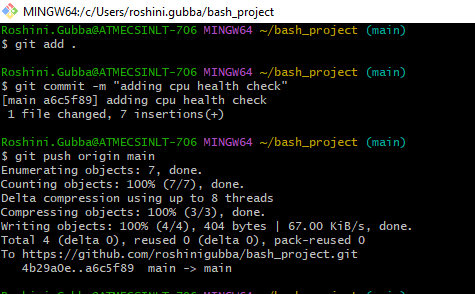 MINGW64:/c/Users/roshini.gubba/bash_project
Roshini.Gubba@ATMECSINLT-706 MINGW64 ~/bash_project (main)
$ git add .
Roshini.Gubba@ATMECSINLT-706 MINGW64 ~/bash_project (main)
$ git commit -m "adding cpu health check"
[main a6c5f89] adding cpu health check
 1 file changed, 7 insertions(+)
Roshini.Gubba@ATMECSINLT-706 MINGW64 ~/bash_project (main)
$ git push origin main
Enumerating objects: 7, done.
Counting objects: 100% (7/7), done.
Delta compression using up to 8 threads
Compressing objects: 100% (3/3), done.
Writing objects: 100% (4/4), 404 bytes | 67.00 KiB/s, done.
Total 4 (delta 0), reused 0 (delta 0), pack-reused 0
To https://github.com/roshinigubba/bash_project.git
   4b29a0e..a6c5f89  main -> main